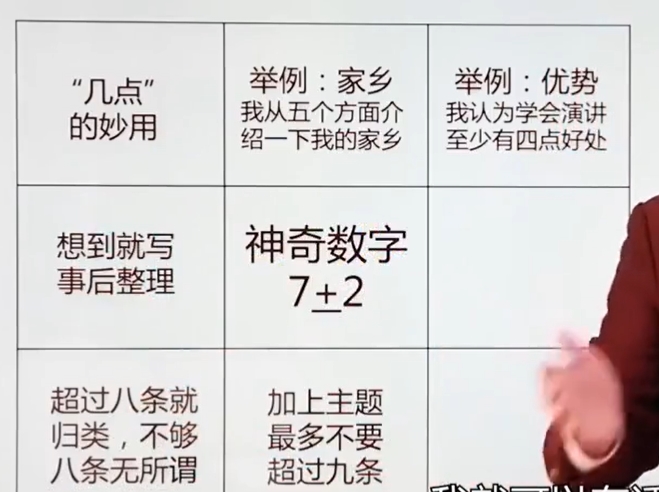 “几点”
的妙用
举例：家乡
我从五个方面介
绍一下我的家乡
举例：优势
我认为学会演讲
至少有四点好处
想到就写
事后整理
神奇数字
7±2
超过八条就
归类，不够
八条无所谓
加上主题
最多不要
超过九条